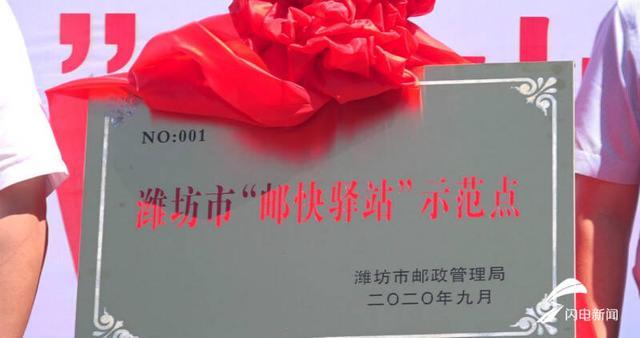 NO:001
潍坊市“邮快驿站”示范点
潍坊市邮政管理局
二〇二〇年九月
闪电新闻